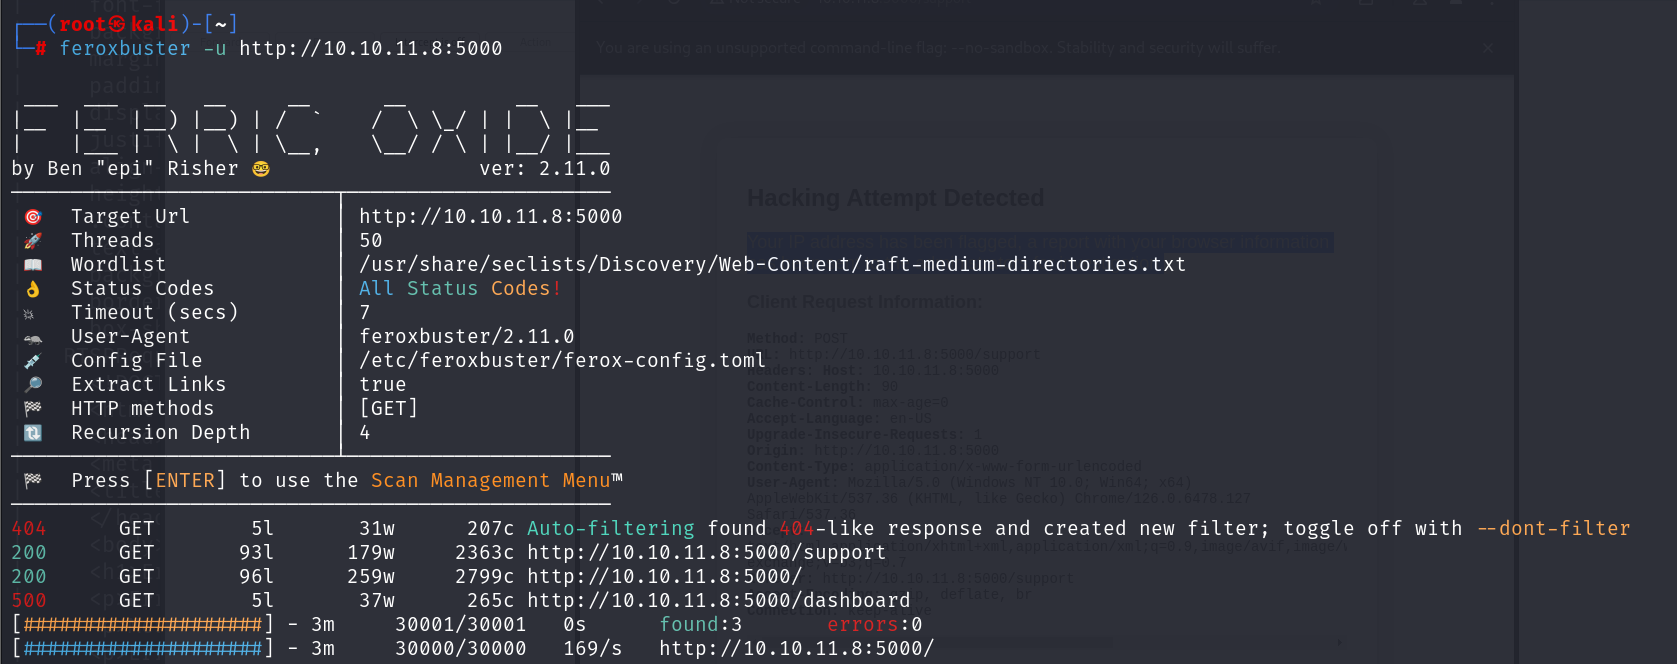 ┌──(root㉿kali)-[~]
└─# feroxbuster -u http://10.10.11.8:5000
FERRIC OXIDE
by Ben "epi" Risher 🤓 ver: 2.11.0
🎯 Target Url │ http://10.10.11.8:5000
🚀 Threads │ 50
📖 Wordlist │ /usr/share/seclists/Discovery/Web-Content/raft-medium-directories.txt
👌 Status Codes │ All Status Codes!
💥 Timeout (secs) │ 7
🦡 User-Agent │ feroxbuster/2.11.0
💉 Config File │ /etc/feroxbuster/ferox-config.toml
🔎 Extract Links │ true
🏁 HTTP methods │ [GET]
🔃 Recursion Depth │ 4
🏁 Press [ENTER] to use the Scan Management Menu™
404 GET 5l 31w 207c Auto-filtering found 404-like response and created new filter; toggle off with --dont-filter
200 GET 93l 179w 2363c http://10.10.11.8:5000/support
200 GET 96l 259w 2799c http://10.10.11.8:5000/
500 GET 5l 37w 265c http://10.10.11.8:5000/dashboard
[####################] - 3m 30001/30001 0s found:3 errors:0
[####################] - 3m 30000/30000 169/s http://10.10.11.8:5000/
You are using an unsupported command-line flag: --no-sandbox. Stability and security will suffer.
Hacking Attempt Detected
Your IP address has been flagged, a report with your browser information
Client Request Information:
Method: POST
URL: http://10.10.11.8:5000/support
Headers: Host: 10.10.11.8:5000
Content-Length: 90
Cache-Control: max-age=0
Accept-Language: en-US
Upgrade-Insecure-Requests: 1
Origin: http://10.10.11.8:5000
Content-Type: application/x-www-form-urlencoded
User-Agent: Mozilla/5.0 (Windows NT 10.0; Win64; x64)
AppleWebKit/537.36 (KHTML, like Gecko) Chrome/126.0.6478.127
Safari/537.36